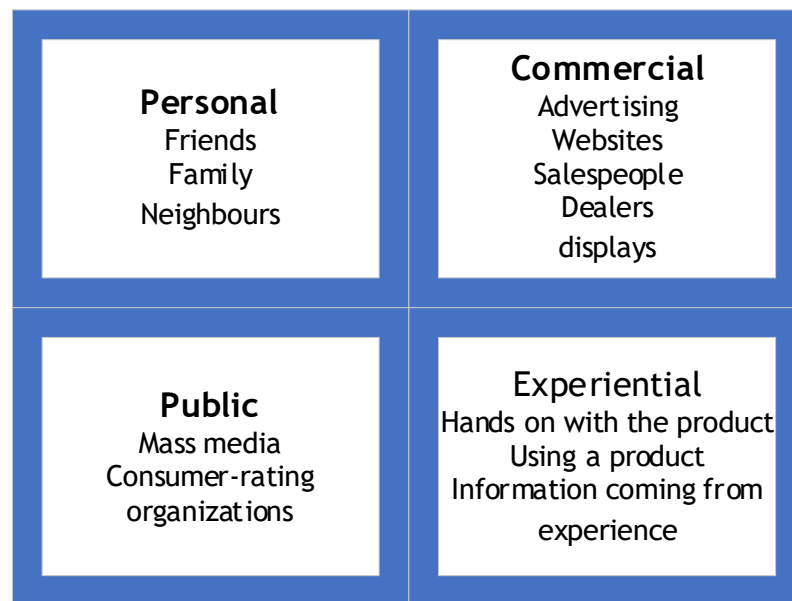 Personal
Friends
Family
Neighbours
Commercial
Advertising
Websites
Salespeople
Dealers
displays
Public
Mass media
Consumer-rating
organizations
Experiential
Hands on with the product
Using a product
Information coming from
experience